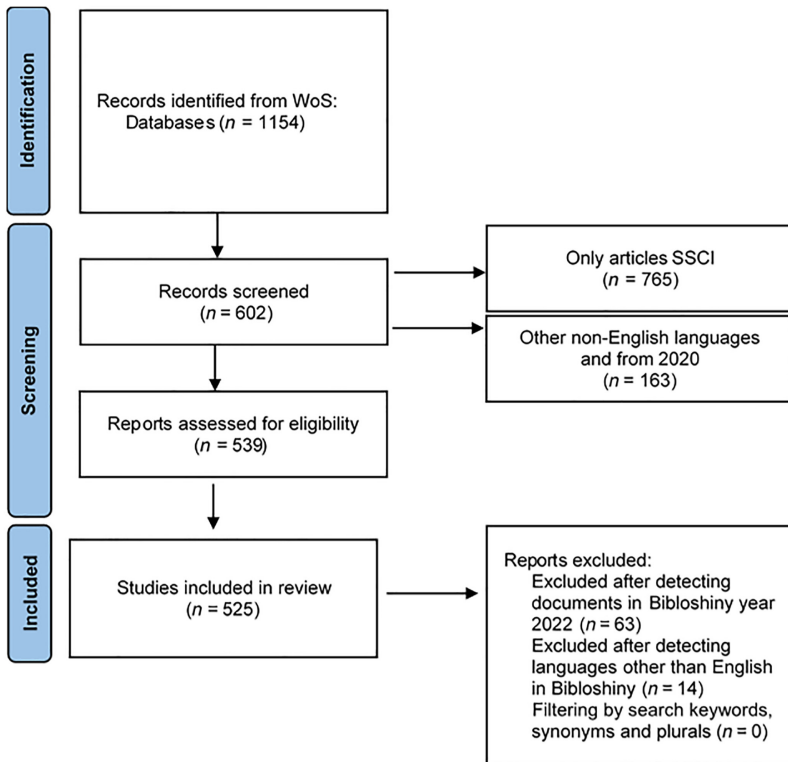 Identification
Records identified from WoS:
Databases (n = 1154)
Screening
Records screened
(n = 602)
Only articles SSCI
(n = 765)
Other non-English languages
and from 2020
(n = 163)
Reports assessed for eligibility
(n = 539)
Included
Studies included in review
(n = 525)
Reports excluded:
Excluded after detecting
documents in Bibloshiny year
2022 (n = 63)
Excluded after detecting
languages other than English
in Bibloshiny (n = 14)
Filtering by search keywords,
synonyms and plurals (n = 0)